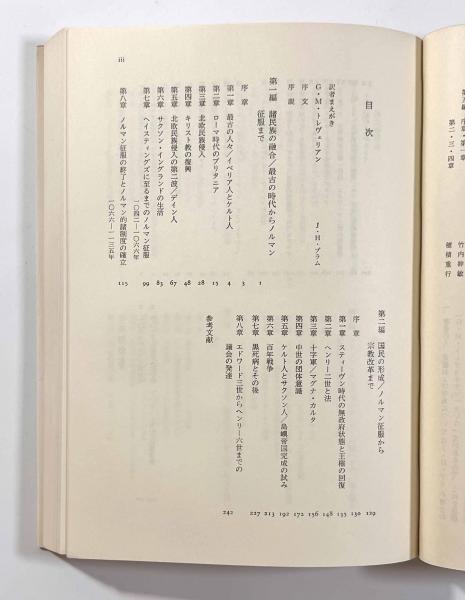 序章・第一章
第二・三・四章
竹内幹敏
穂積重行
iii
目次
訳者まえがき
G・M・トレヴェリアン　J・H・プラム
序文
序説
第一編　諸民族の融合/最古の時代からノルマン
征服まで　1
序章　3
第一章　最古の人々/イベリア人とケルト人　4
第二章　ローマ時代のブリタニア　15
第三章　北欧民族侵入　28
第四章　キリスト教の復興　48
第五章　北欧民族侵入の第二波/デイン人　67
第六章　サクソン・イングランドの生活　83
第七章　ヘイスティングズに至るまでのノルマン征服
一〇四二―一〇六六年　99
第八章　ノルマン征服の終了とノルマン的諸制度の確立
一〇六六―一一三五年　115
第二編　国民の形成/ノルマン征服から
宗教改革まで　129
序章　130
第一章　スティーヴン時代の無政府状態と王権の回復　135
第二章　ヘンリー二世と法　148
第三章　十字軍/マグナ・カルタ　156
第四章　中世の団体意識　172
第五章　ケルト人とサクソン人/島嶼帝国完成の試み　192
第六章　百年戦争　213
第七章　黒死病とその後　227
第八章　エドワード三世からヘンリー六世までの
議会の発達　242
参考文献